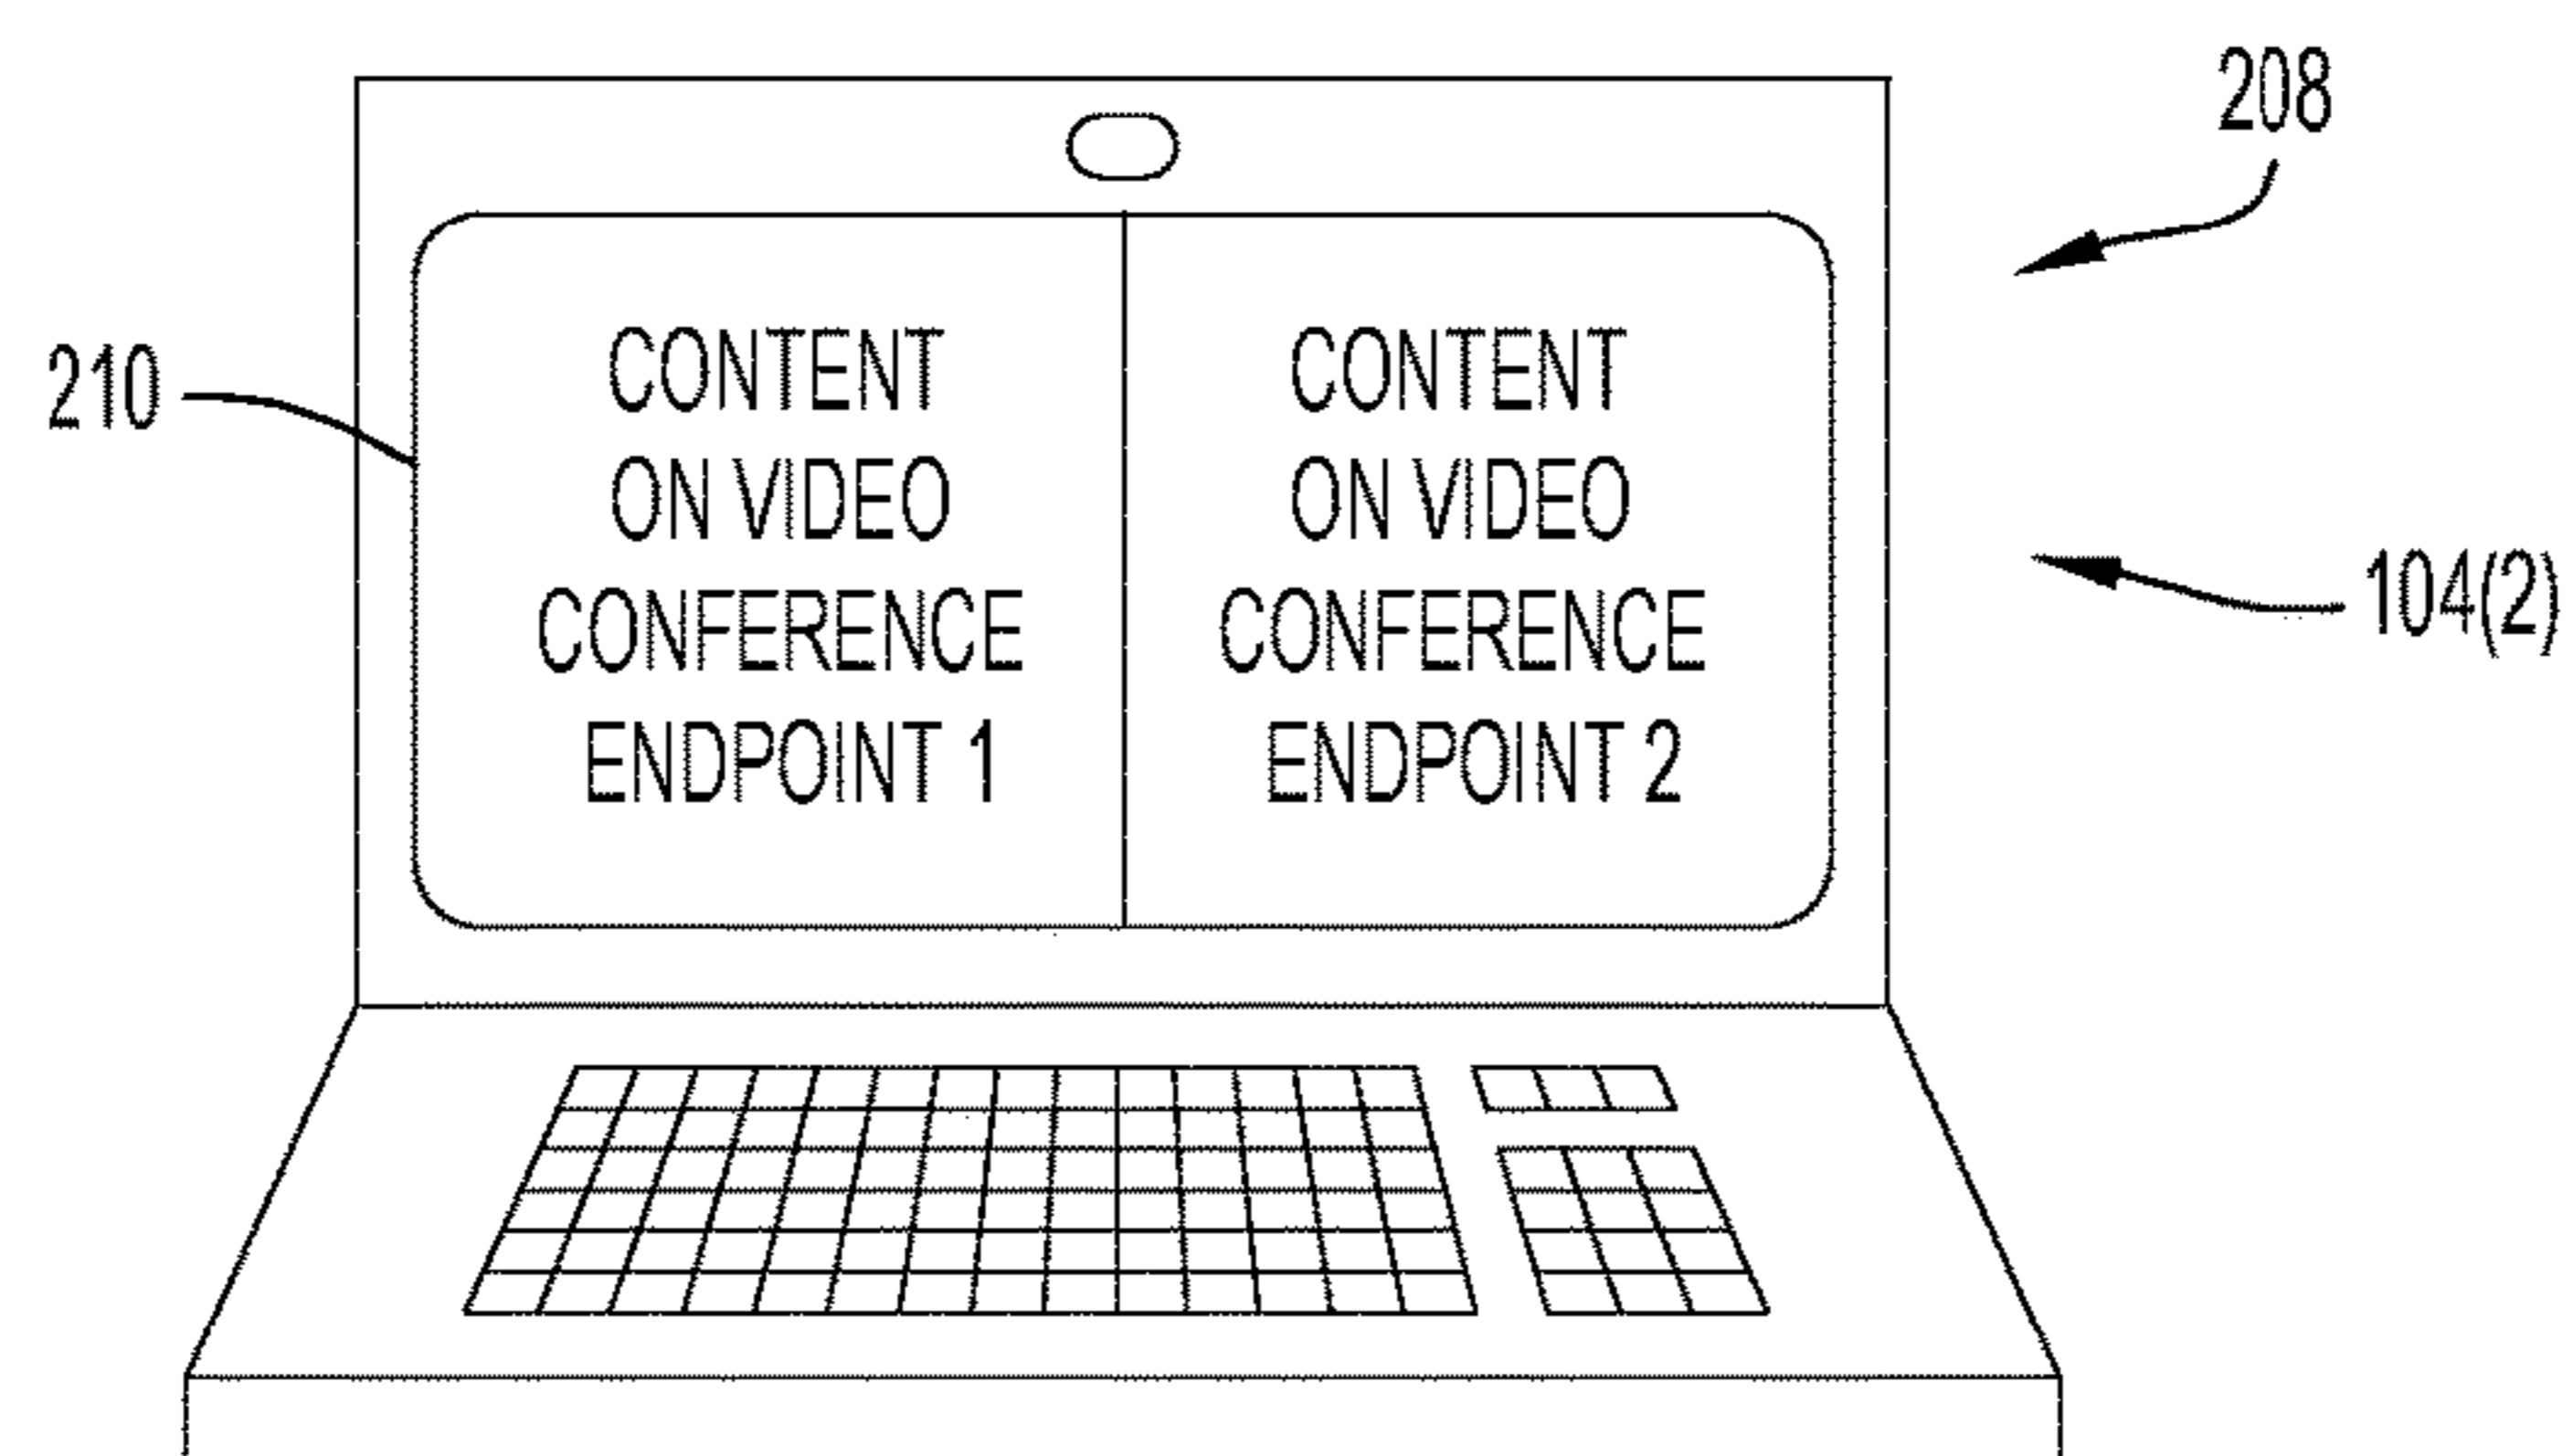 208
210
104(2)
CONTENT
ON VIDEO
CONFERENCE
ENDPOINT 1
CONTENT
ON VIDEO
CONFERENCE
ENDPOINT 2